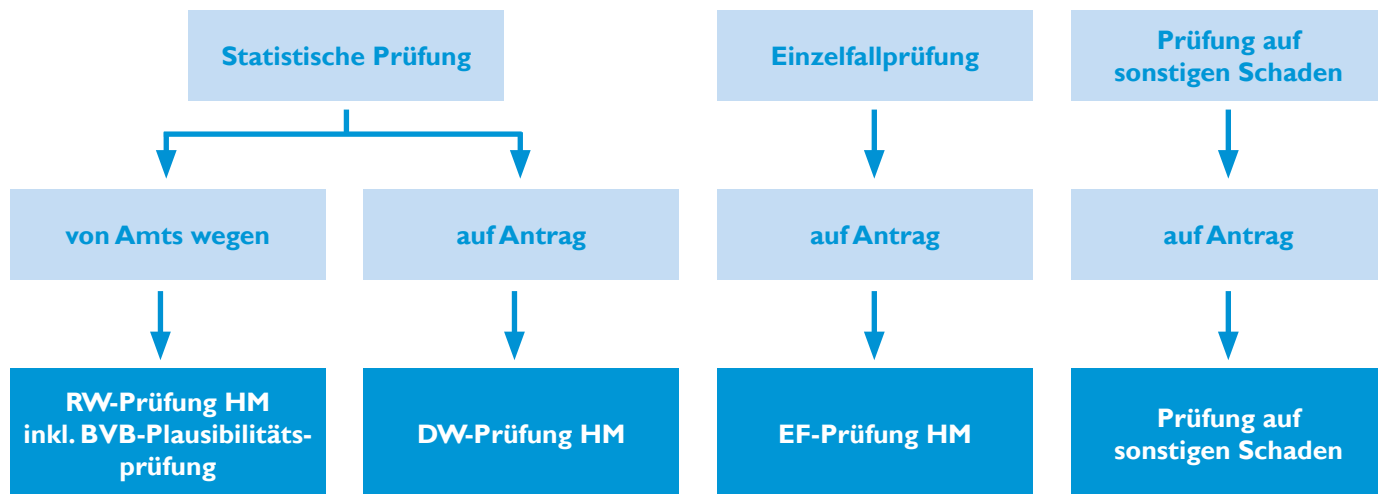 Statistische Prüfung
Einzelfallprüfung
Prüfung auf
sonstigen Schaden
von Amts wegen
auf Antrag
auf Antrag
auf Antrag
RW-Prüfung HM
inkl. BVB-Plausibilitäts-
prüfung
DW-Prüfung HM
EF-Prüfung HM
Prüfung auf
sonstigen Schaden